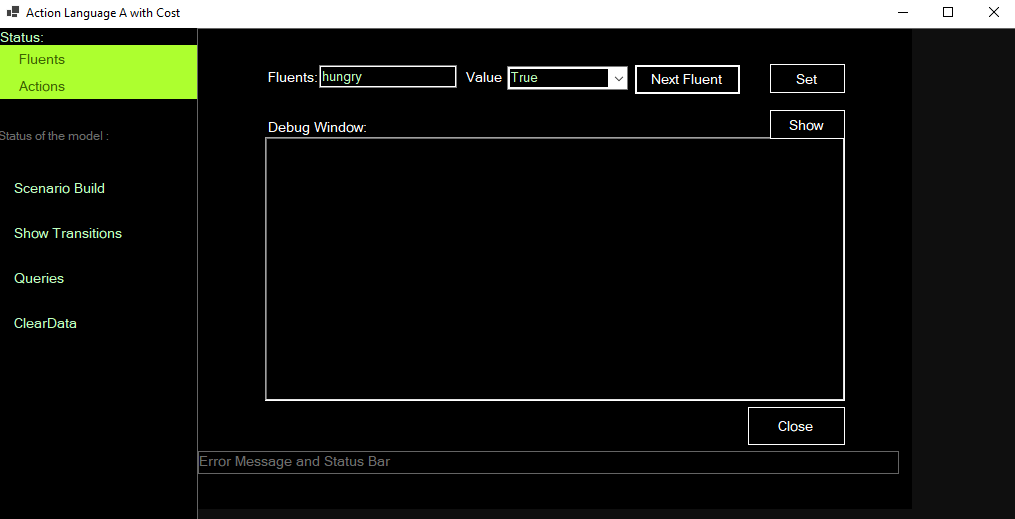 Action Language A with Cost
Status:
Fluents
Actions
Status of the model :
Scenario Build
Show Transitions
Queries
ClearData
Fluents: hungry Value True Next Fluent Set
Debug Window: Show
Close
Error Message and Status Bar